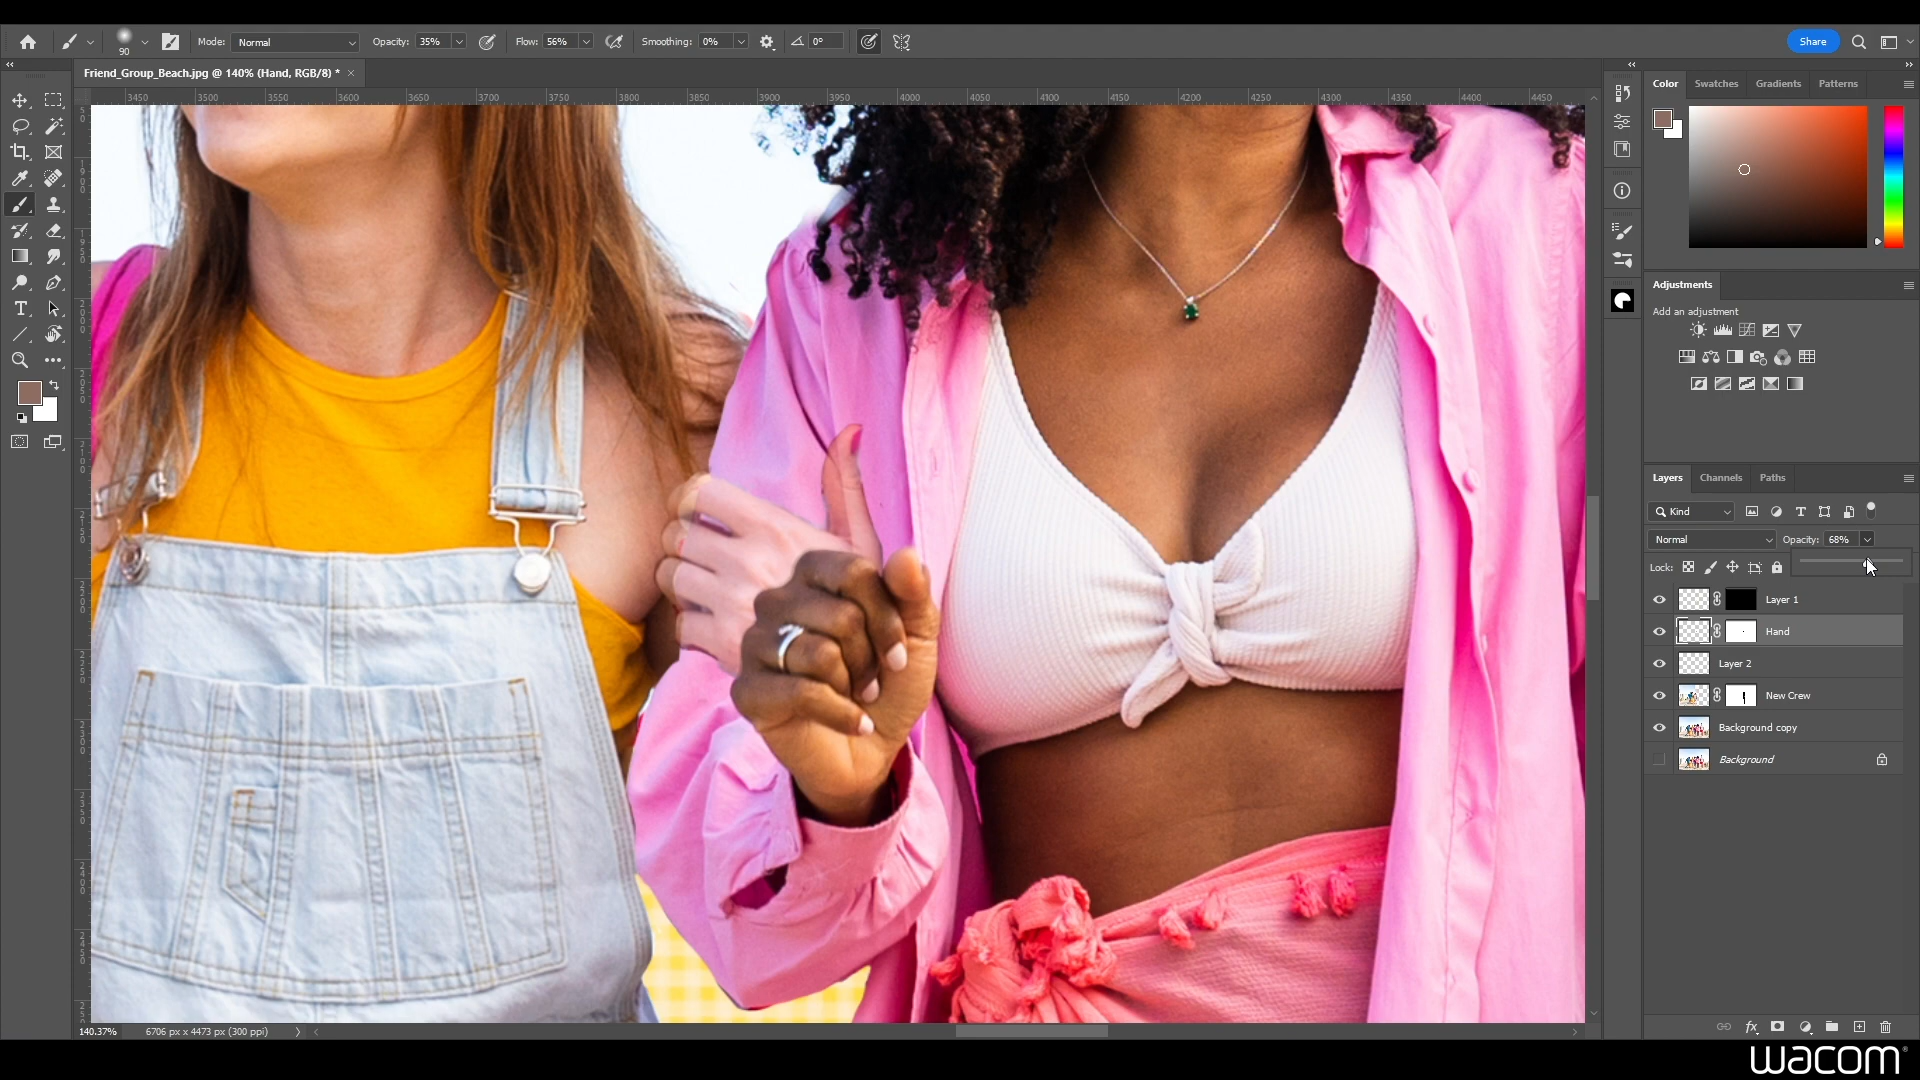 90
Mode: Normal
Opacity: 35%
Flow: 56%
Smoothing: 0%
0°
Share
Friend_Group_Beach.jpg @ 140% (Hand, RGB/8) *
3450 3500 3550 3600 3650 3700 3750 3800 3850 3900 3950 4000 4050 4100 4150 4200 4250 4300 4350 4400 4450
Color Swatches Gradients Patterns
Adjustments
Add an adjustment
Layers Channels Paths
Kind
Normal
Opacity: 68%
Lock:
Layer 1
Hand
Layer 2
New Crew
Background copy
Background
140.37%
6706 px x 4473 px (300 ppi)
wacom